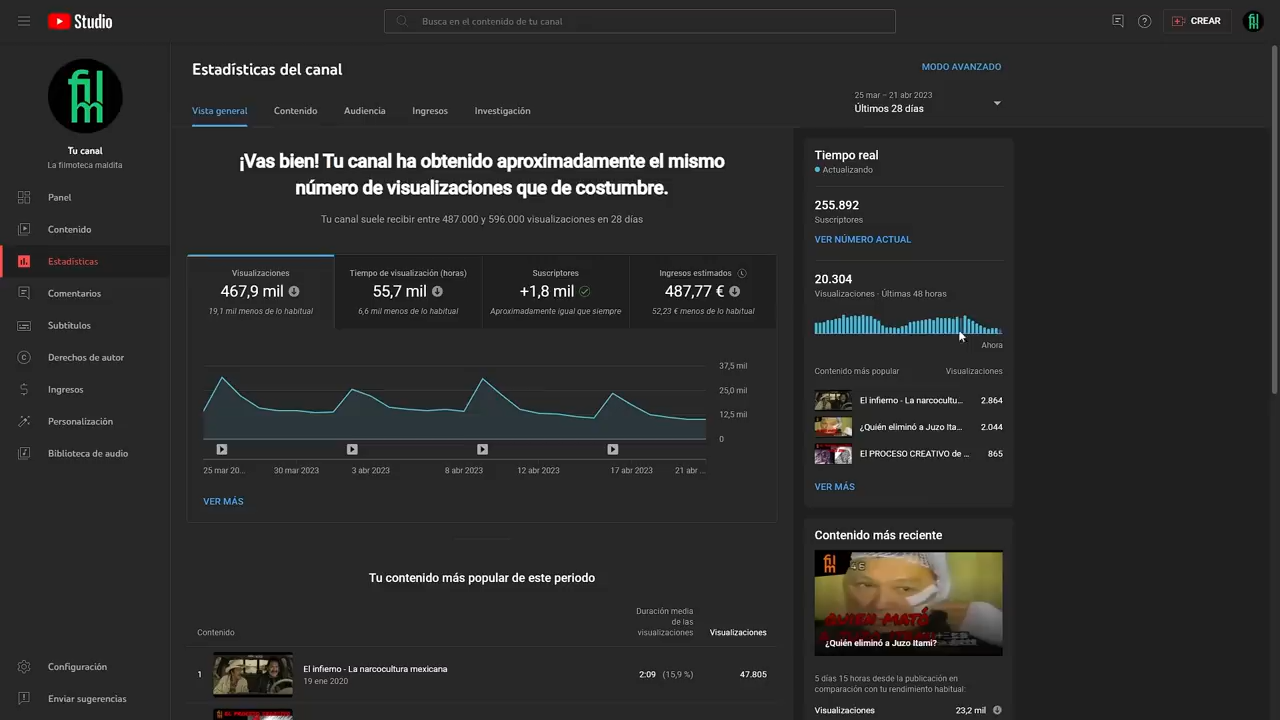 Studio
Busca en el contenido de tu canal
CREAR
film
film
Tu canal
La filmoteca maldita
Panel
Contenido
Estadísticas
Comentarios
Subtítulos
Derechos de autor
Ingresos
Personalización
Biblioteca de audio
Configuración
Enviar sugerencias
Estadísticas del canal
MODO AVANZADO
25 mar – 21 abr 2023
Últimos 28 días
Vista general
Contenido
Audiencia
Ingresos
Investigación
¡Vas bien! Tu canal ha obtenido aproximadamente el mismo
número de visualizaciones que de costumbre.
Tu canal suele recibir entre 487.000 y 596.000 visualizaciones en 28 días
Visualizaciones
467,9 mil
19,1 mil menos de lo habitual
Tiempo de visualización (horas)
55,7 mil
6,6 mil menos de lo habitual
Suscriptores
+1,8 mil
Aproximadamente igual que siempre
Ingresos estimados
487,77 €
52,23 € menos de lo habitual
37,5 mil
25,0 mil
12,5 mil
0
25 mar 20...
30 mar 2023
3 abr 2023
8 abr 2023
12 abr 2023
17 abr 2023
21 abr ...
VER MÁS
Tu contenido más popular de este periodo
Contenido
Duración media
de las
visualizaciones
Visualizaciones
1
El infierno - La narcocultura mexicana
19 ene 2020
2:09 (15,9 %)
47.805
EL PROCESO CREATIVO
Tiempo real
Actualizando
255.892
Suscriptores
VER NÚMERO ACTUAL
20.304
Visualizaciones · Últimas 48 horas
Ahora
Contenido más popular
Visualizaciones
El infierno - La narcocultu...
2.864
¿Quién eliminó a Juzo Ita...
2.044
El PROCESO CREATIVO de ...
865
VER MÁS
Contenido más reciente
film
QUIEN MATÓ
¿Quién eliminó a Juzo Itami?
5 días 15 horas desde la publicación en
comparación con tu rendimiento habitual:
Visualizaciones
23,2 mil